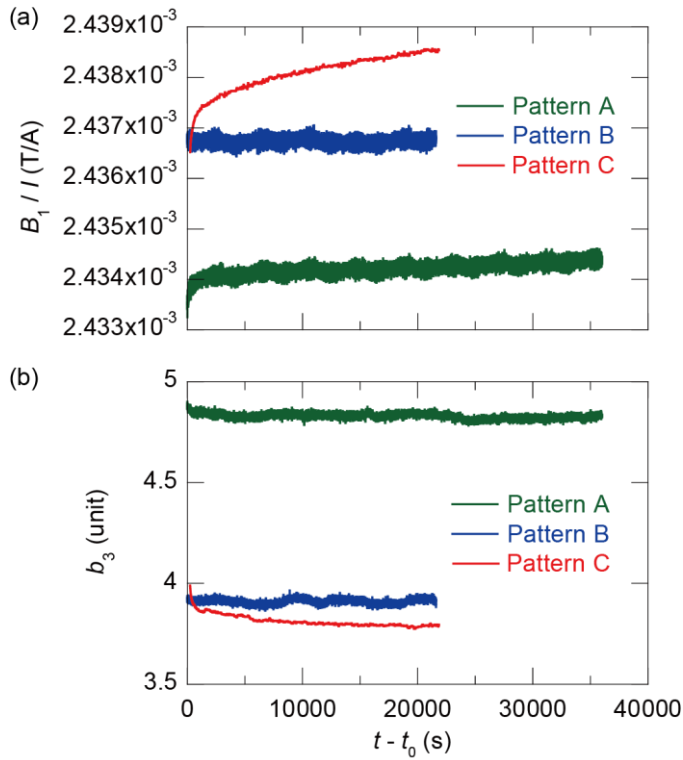 (a)
2.439x10⁻³
2.438x10⁻³
2.437x10⁻³
2.436x10⁻³
2.435x10⁻³
2.434x10⁻³
2.433x10⁻³
B₁ / I (T/A)
Pattern A
Pattern B
Pattern C
(b)
5
4.5
4
3.5
b₃ (unit)
Pattern A
Pattern B
Pattern C
0 10000 20000 30000 40000
t - t₀ (s)